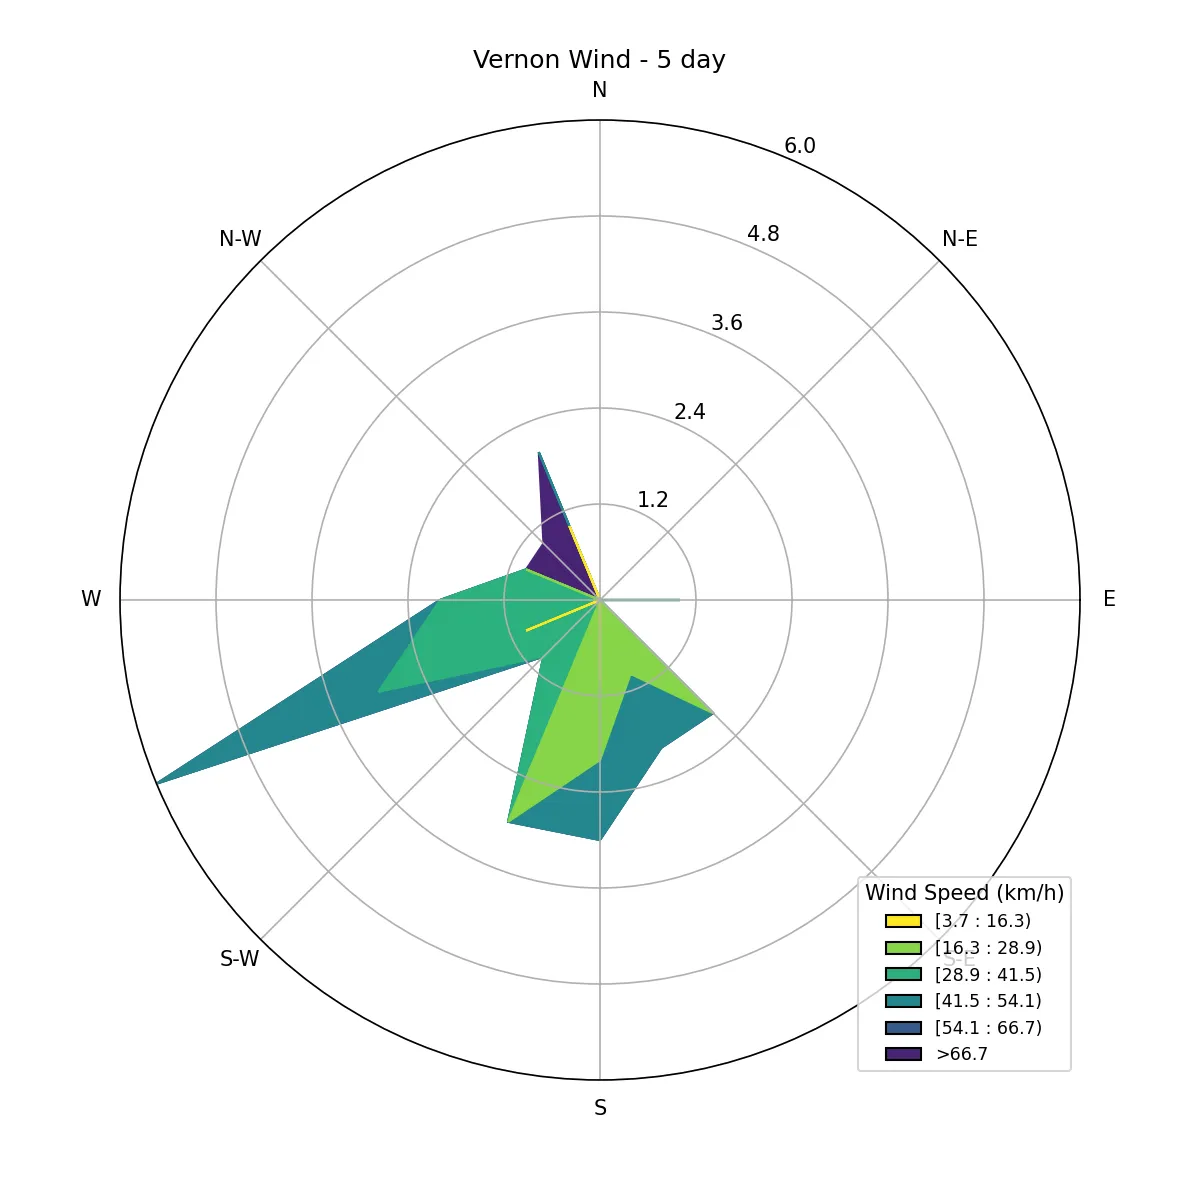 Vernon Wind - 5 day
N
6.0
N-W
4.8
N-E
3.6
2.4
1.2
W
E
S-W
S-E
S
Wind Speed (km/h)
[3.7 : 16.3)
[16.3 : 28.9)
[28.9 : 41.5)
[41.5 : 54.1)
[54.1 : 66.7)
>66.7